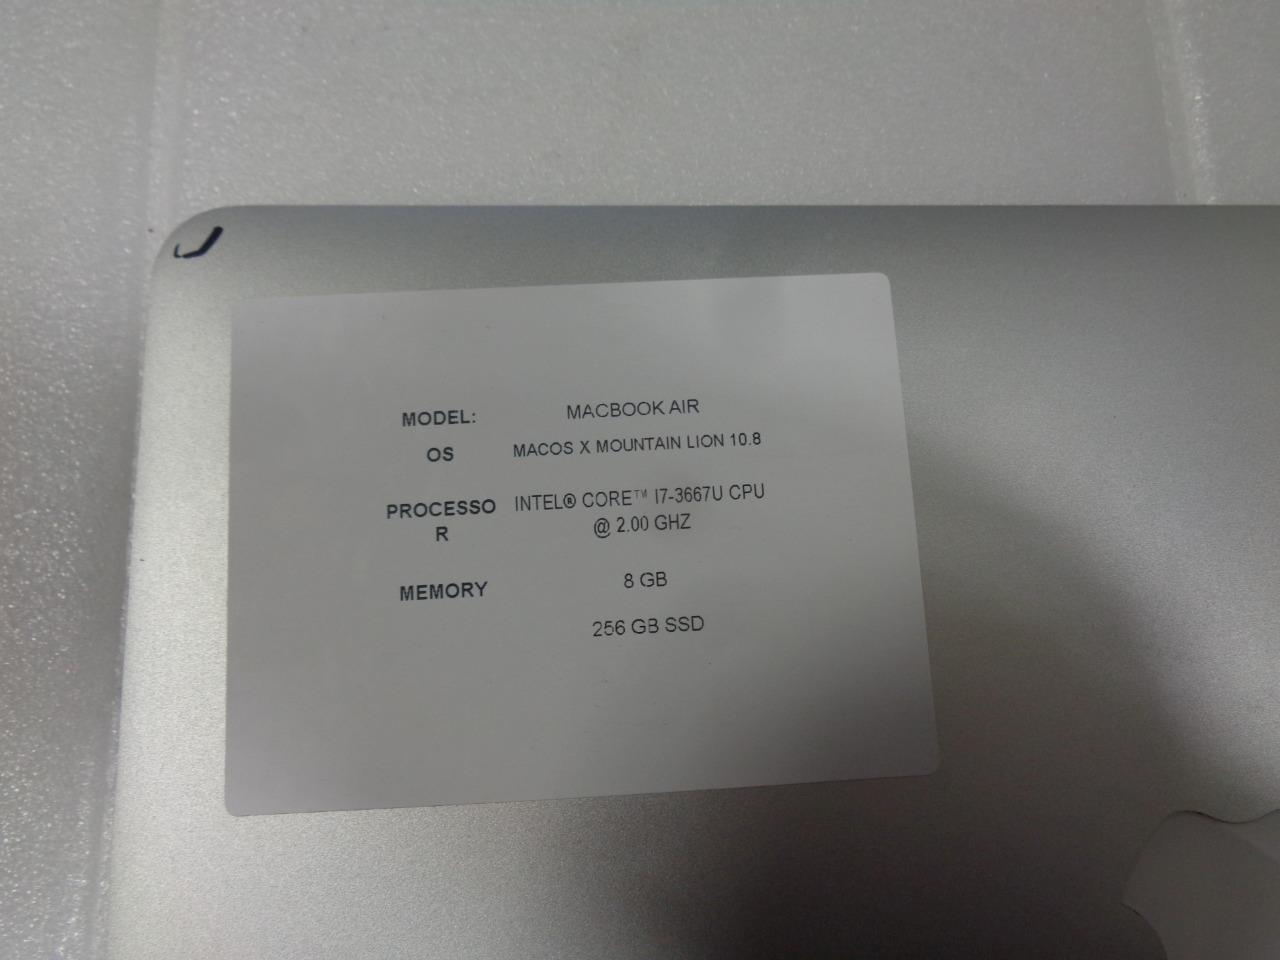 MODEL: MACBOOK AIR
OS MACOS X MOUNTAIN LION 10.8
PROCESSO INTEL® CORE™ I7-3667U CPU
R @ 2.00 GHZ
MEMORY 8 GB
256 GB SSD